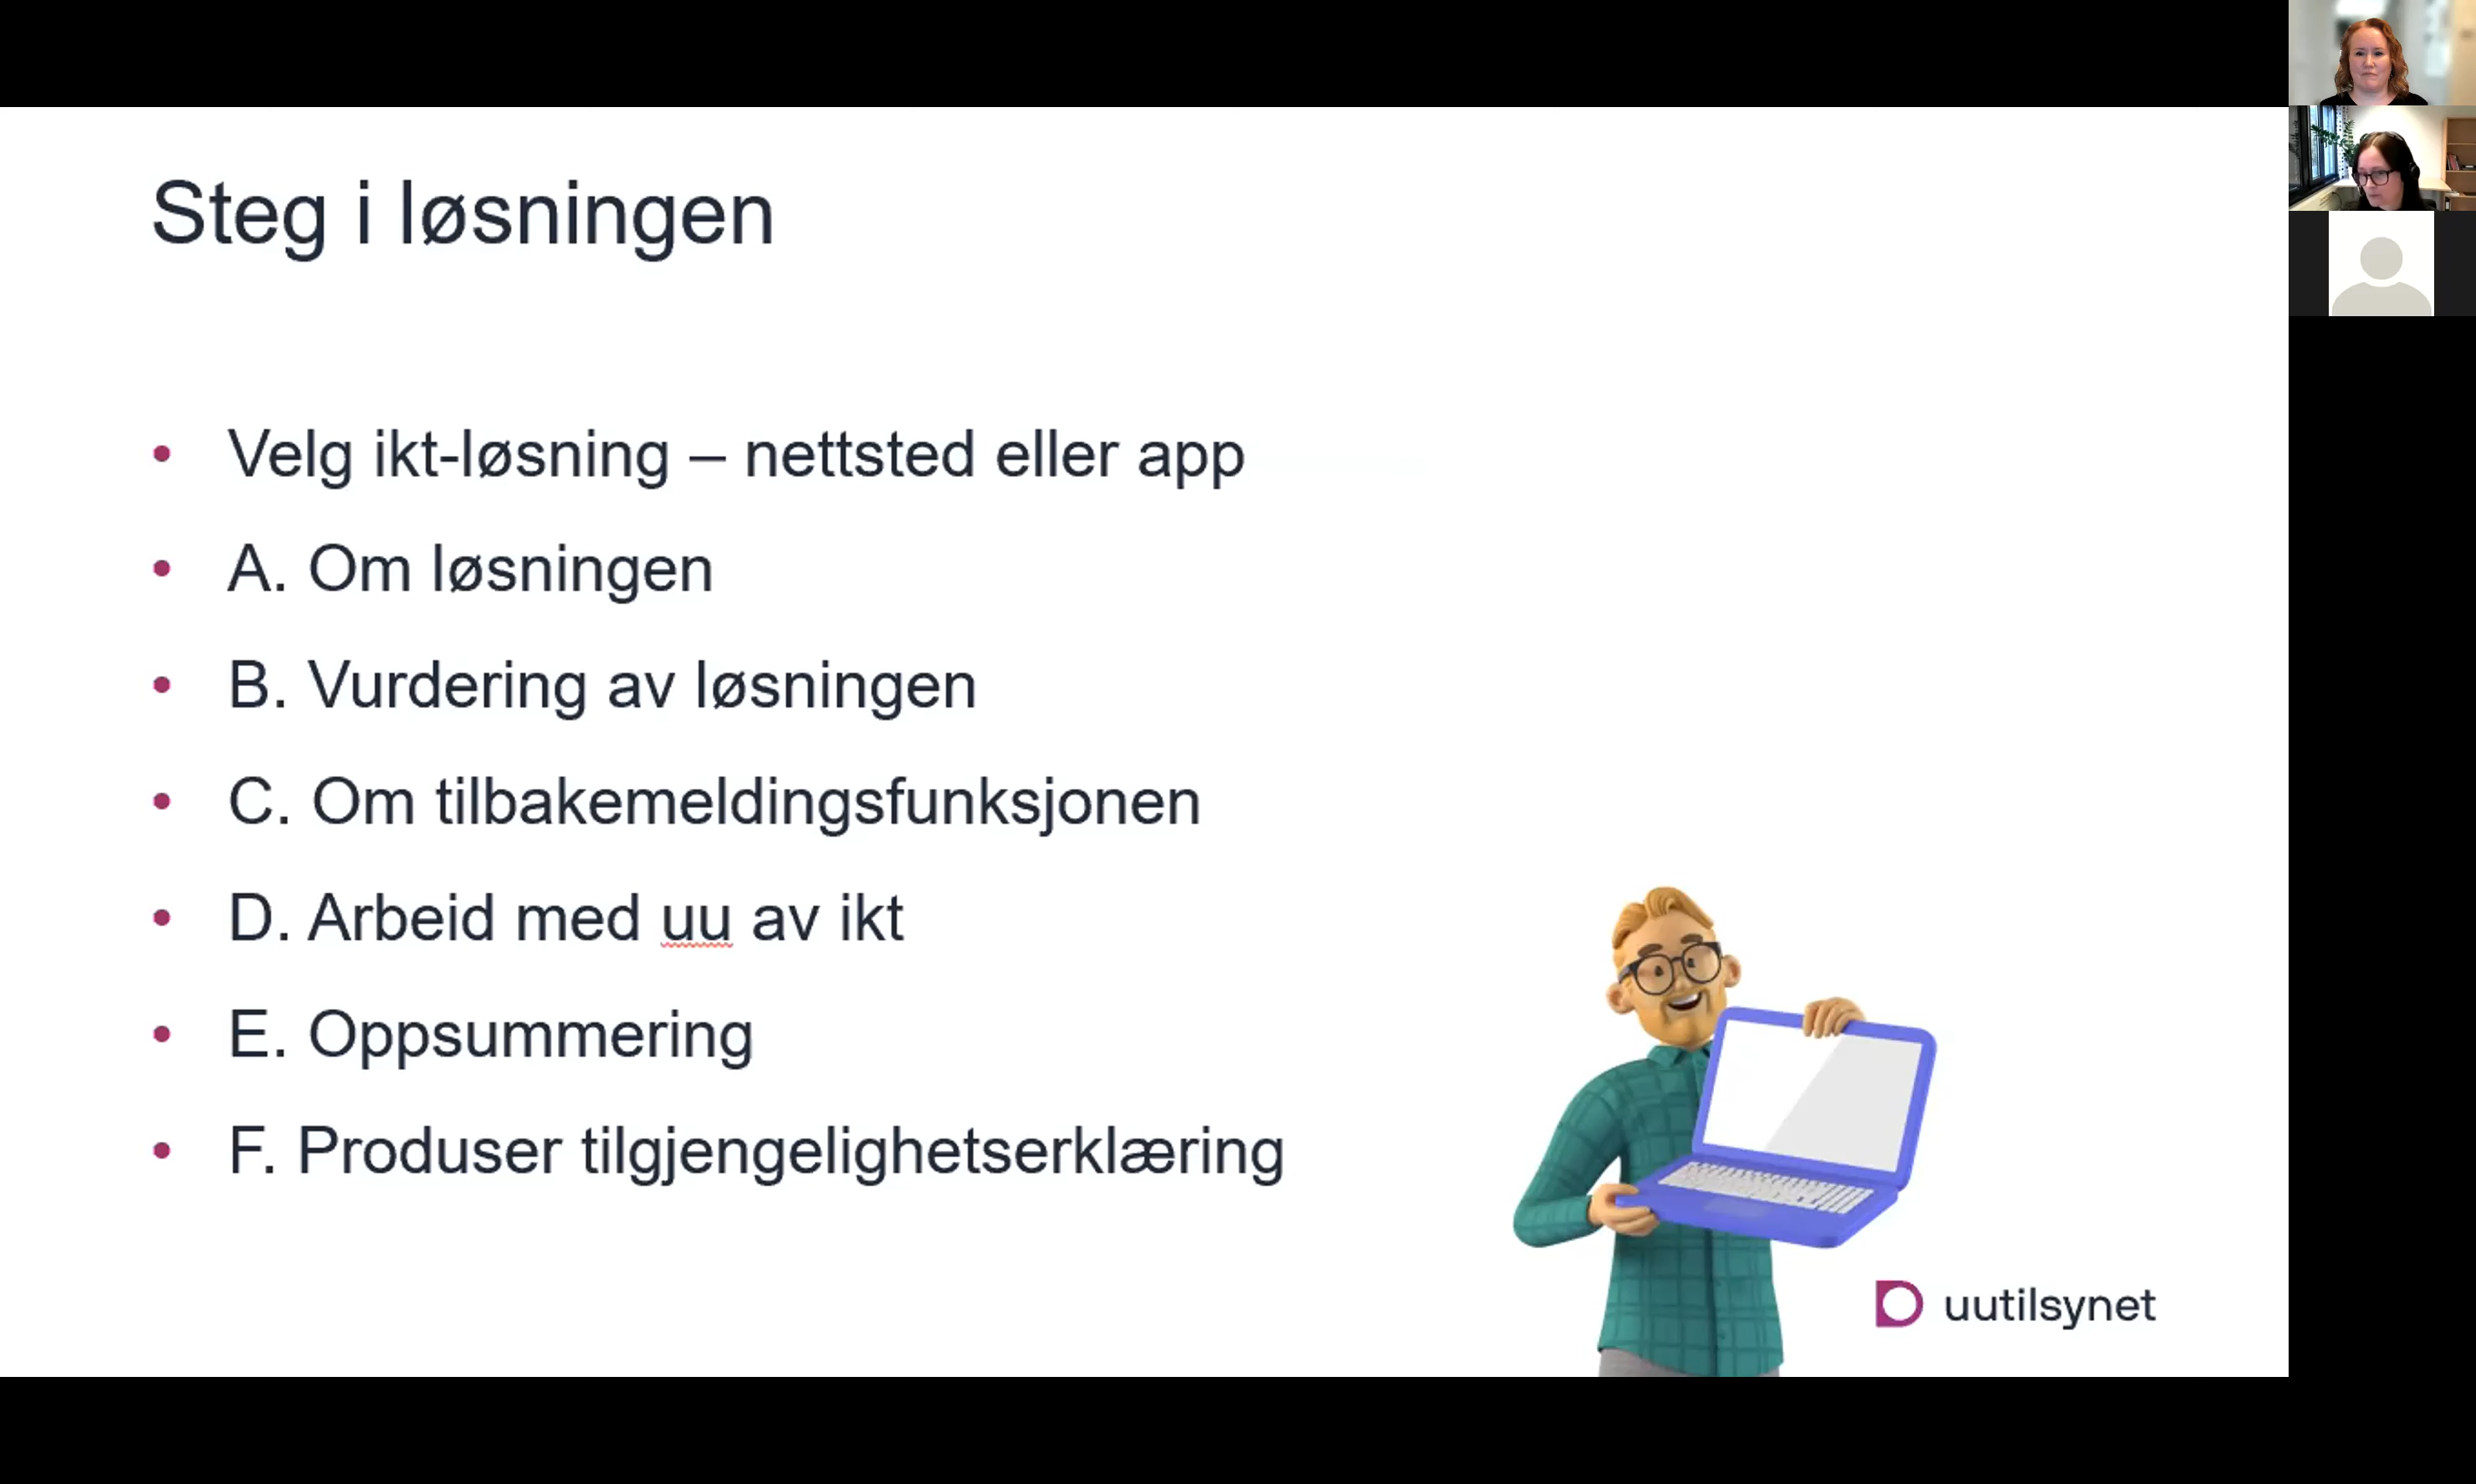 Steg i løsningen
• Velg ikt-løsning – nettsted eller app
• A. Om løsningen
• B. Vurdering av løsningen
• C. Om tilbakemeldingsfunksjonen
• D. Arbeid med uu av ikt
• E. Oppsummering
• F. Produser tilgjengelighetserklæring
uutilsynet